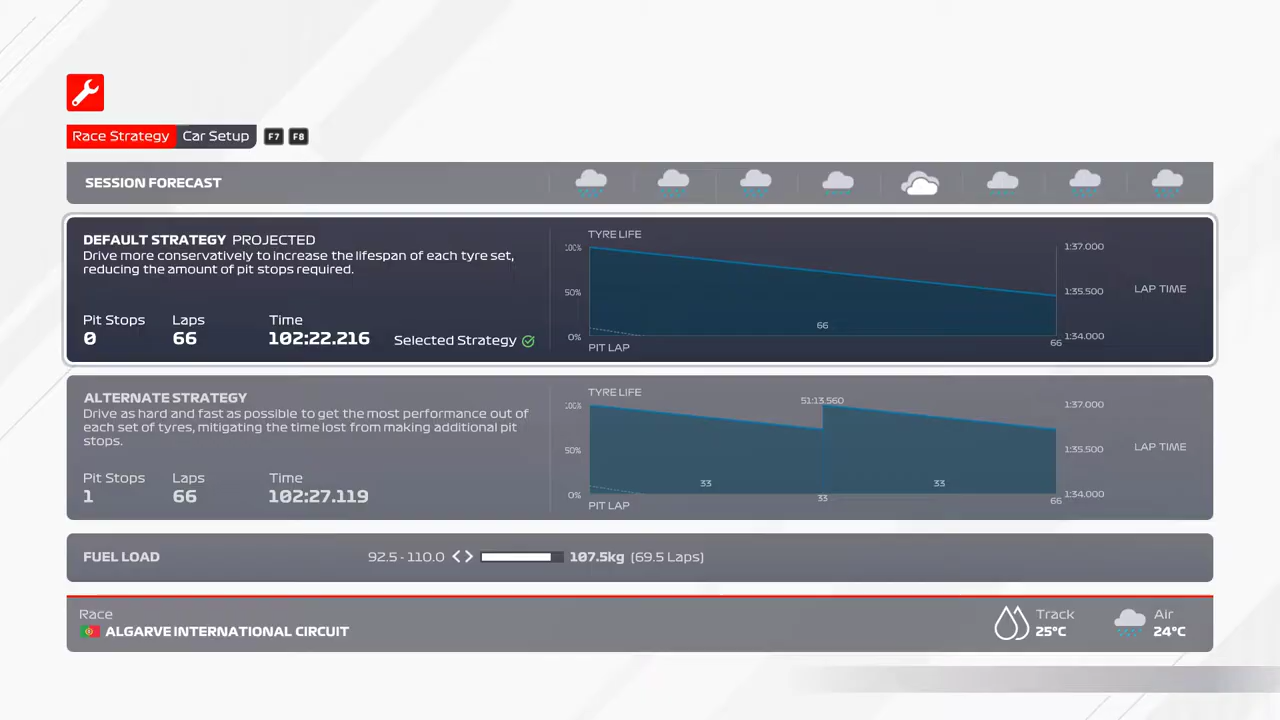 Race Strategy Car Setup F7 F8
SESSION FORECAST
DEFAULT STRATEGY PROJECTED
Drive more conservatively to increase the lifespan of each tyre set,
reducing the amount of pit stops required.
Pit Stops Laps Time
0 66 102:22.216 Selected Strategy
TYRE LIFE
100% 1:37.000
50% 1:35.500 LAP TIME
66
0% 66 1:34.000
PIT LAP
ALTERNATE STRATEGY
Drive as hard and fast as possible to get the most performance out of
each set of tyres, mitigating the time lost from making additional pit
stops.
Pit Stops Laps Time
1 66 102:27.119
TYRE LIFE
51:13.560
100% 1:37.000
50% 1:35.500 LAP TIME
33 33
0% 33 66 1:34.000
PIT LAP
FUEL LOAD 92.5 - 110.0 <> 107.5kg (69.5 Laps)
Race
ALGARVE INTERNATIONAL CIRCUIT
Track
25°C
Air
24°C